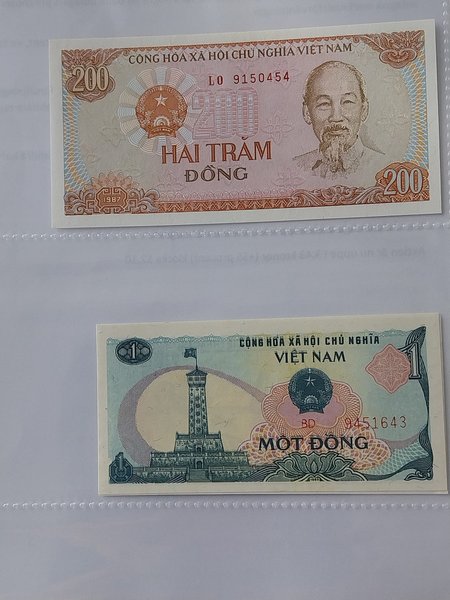 CỘNG HÒA XÃ HỘI CHỦ NGHĨA VIỆT NAM
200
LO 9150454
200
HAI TRĂM
ĐỒNG
200
1987
CỘNG HÒA XÃ HỘI CHỦ NGHĨA
VIỆT NAM
1
1
BD 9451643
MỘT ĐỒNG
1